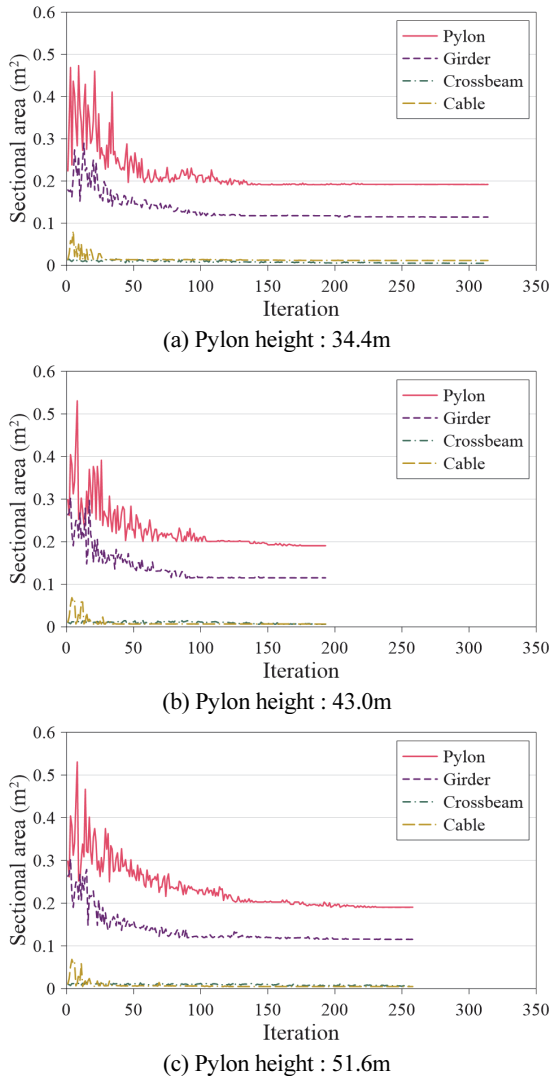 0.6
0.5
0.4
0.3
0.2
0.1
0
Sectional area (m²)
Pylon
Girder
Crossbeam
Cable
0 50 100 150 200 250 300 350
Iteration
(a) Pylon height : 34.4m
0.6
0.5
0.4
0.3
0.2
0.1
0
Sectional area (m²)
Pylon
Girder
Crossbeam
Cable
0 50 100 150 200 250 300 350
Iteration
(b) Pylon height : 43.0m
0.6
0.5
0.4
0.3
0.2
0.1
0
Sectional area (m²)
Pylon
Girder
Crossbeam
Cable
0 50 100 150 200 250 300 350
Iteration
(c) Pylon height : 51.6m